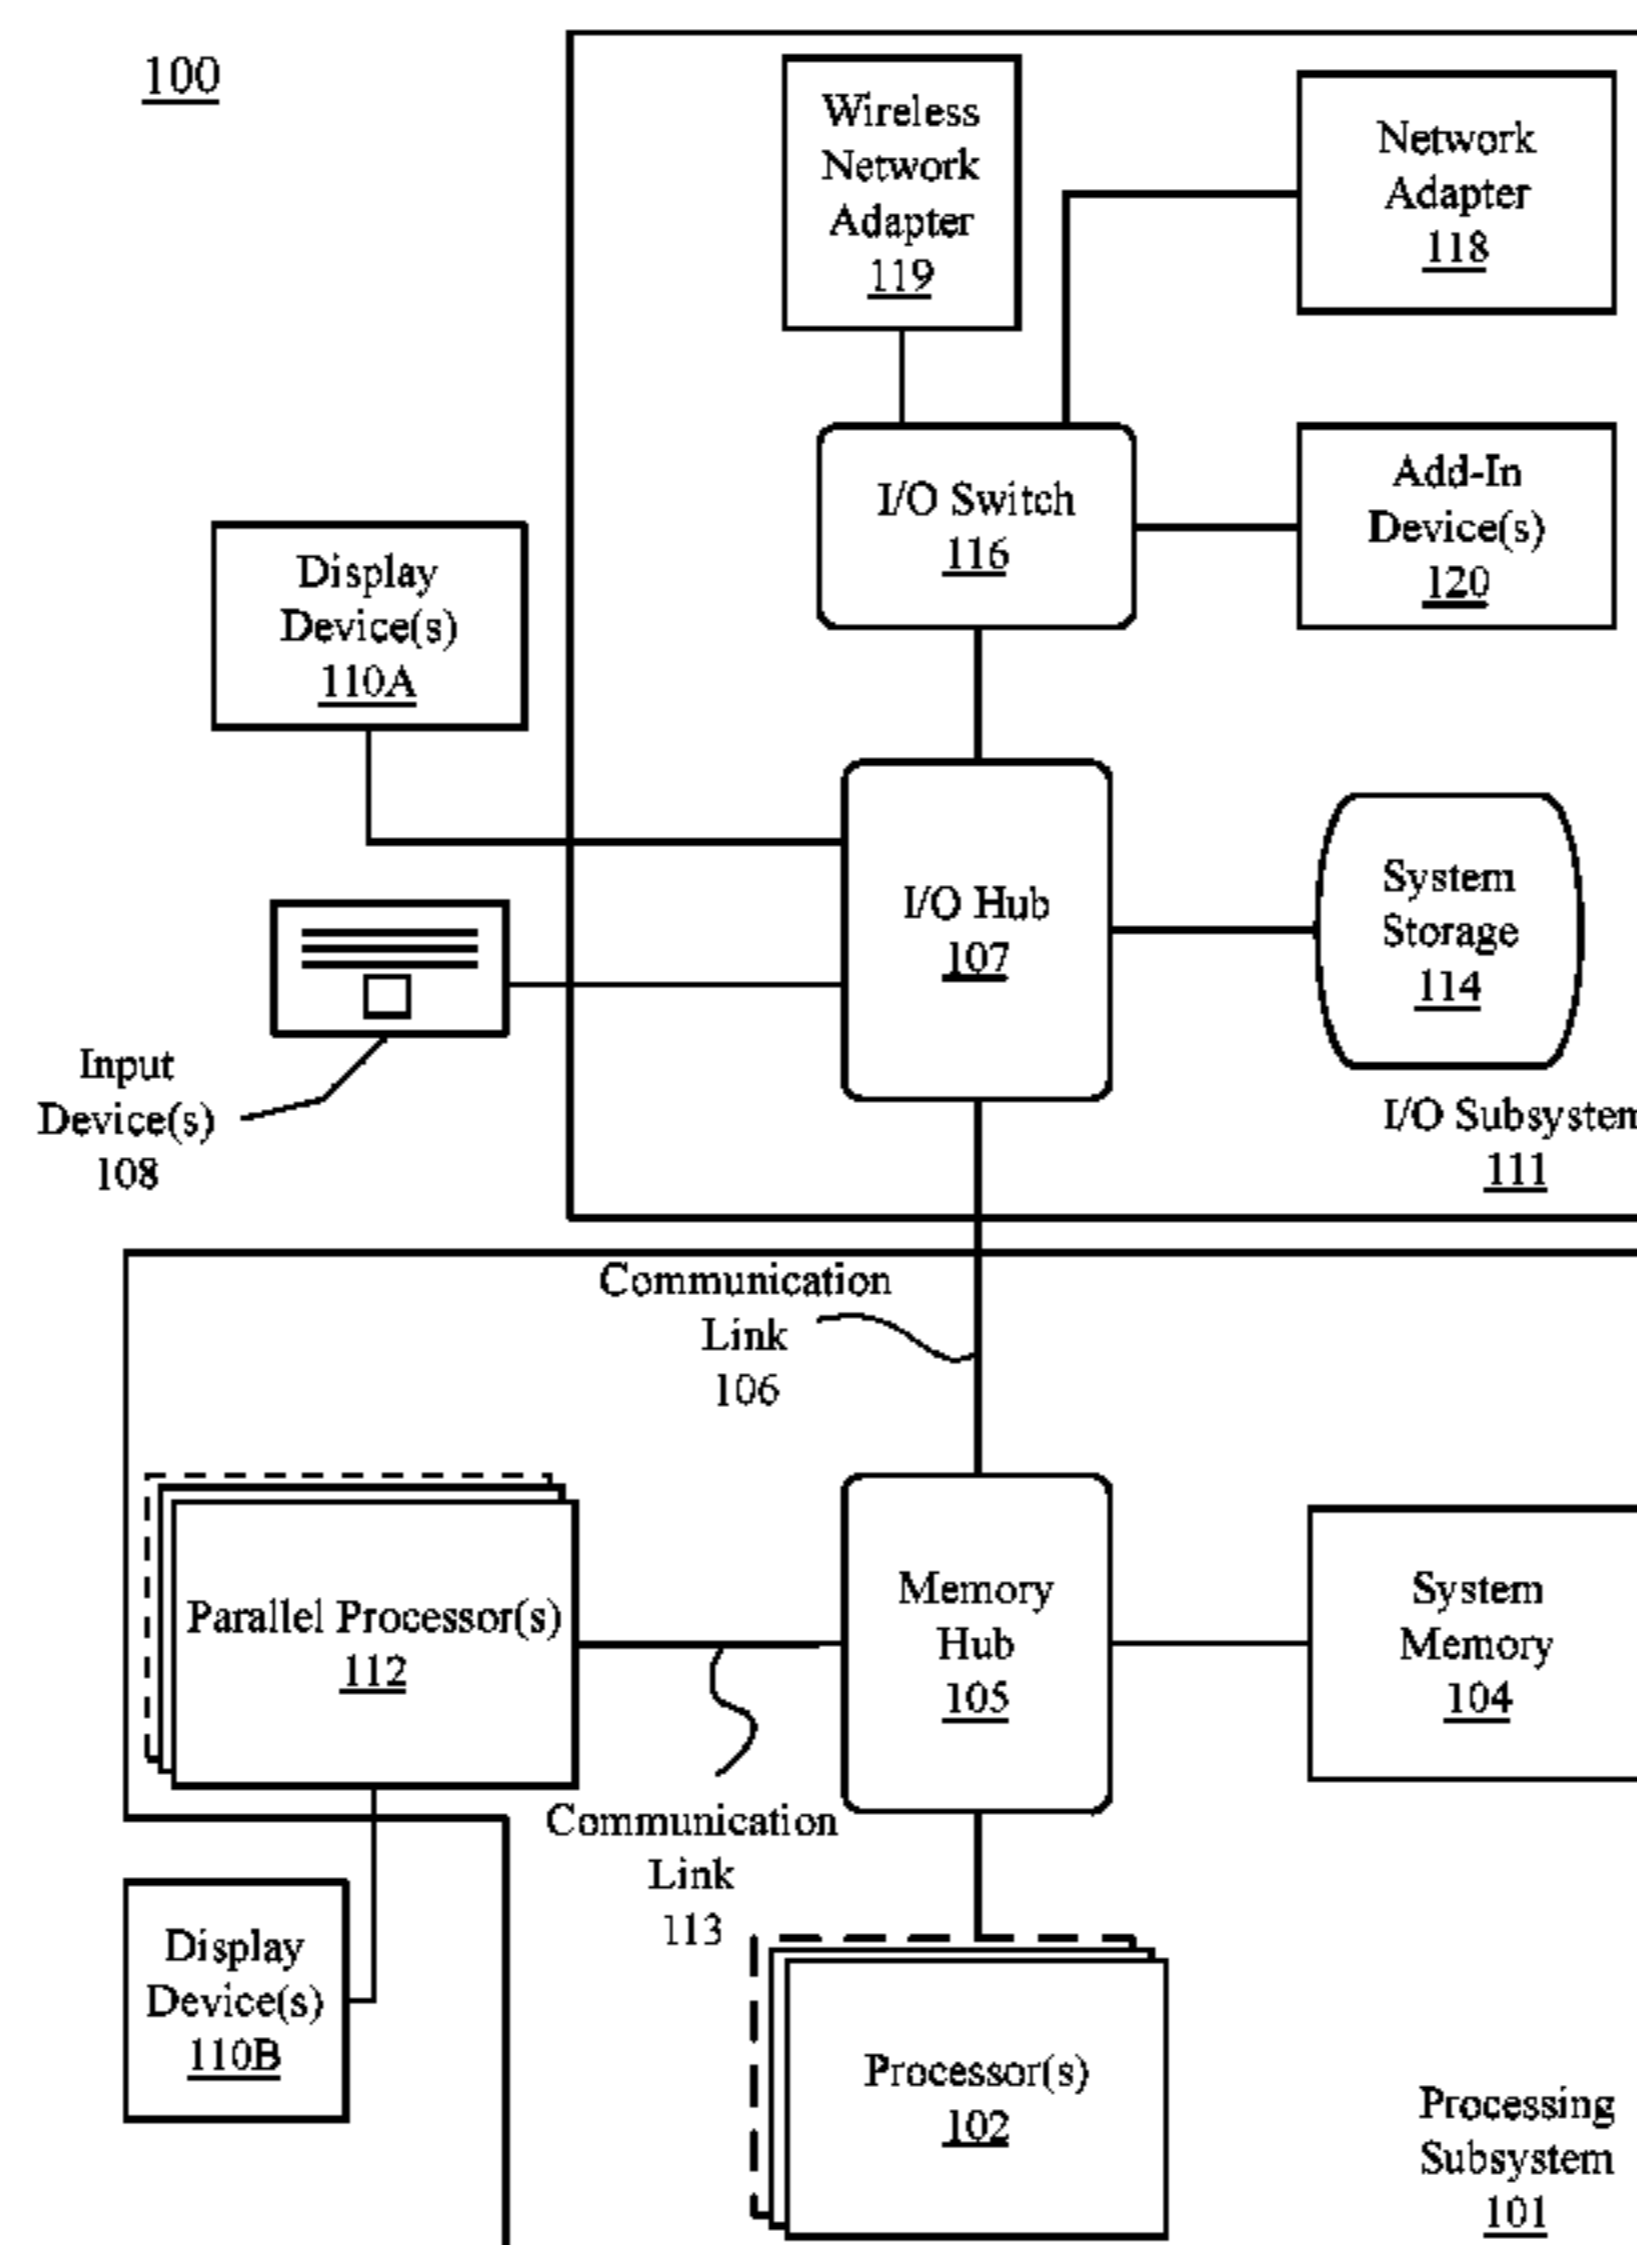 100
Wireless
Network
Adapter
119
Network
Adapter
118
I/O Switch
116
Add-In
Device(s)
120
Display
Device(s)
110A
I/O Hub
107
System
Storage
114
Input
Device(s)
108
I/O Subsystem
111
Communication
Link
106
Parallel Processor(s)
112
Memory
Hub
105
System
Memory
104
Communication
Link
113
Display
Device(s)
110B
Processor(s)
102
Processing
Subsystem
101